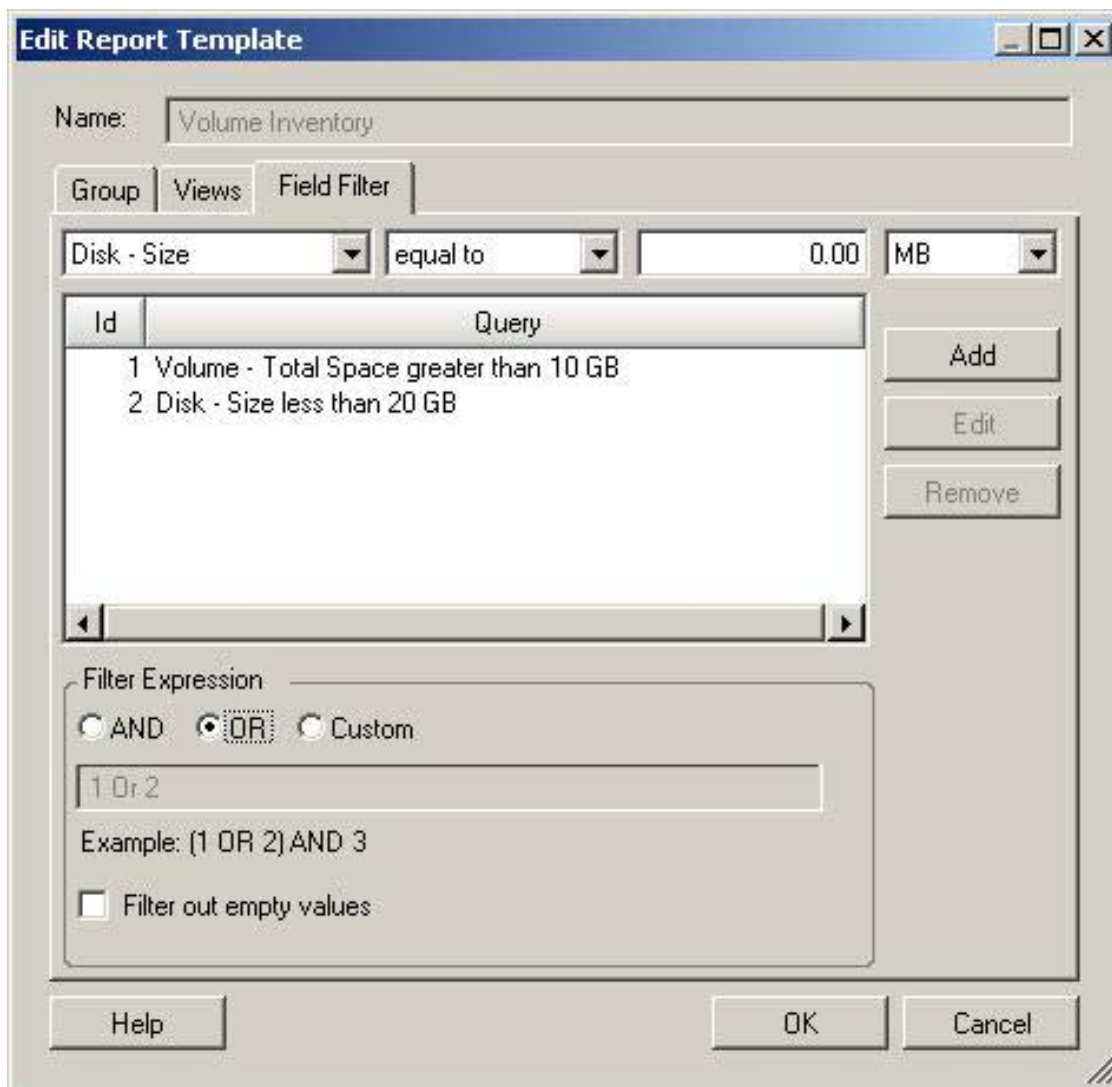 Edit Report Template
Name: Volume Inventory
Group Views Field Filter
Disk - Size equal to 0.00 MB
Id Query
1 Volume - Total Space greater than 10 GB
2 Disk - Size less than 20 GB
Add
Edit
Remove
Filter Expression
AND OR Custom
1 Or 2
Example: (1 OR 2) AND 3
Filter out empty values
Help OK Cancel